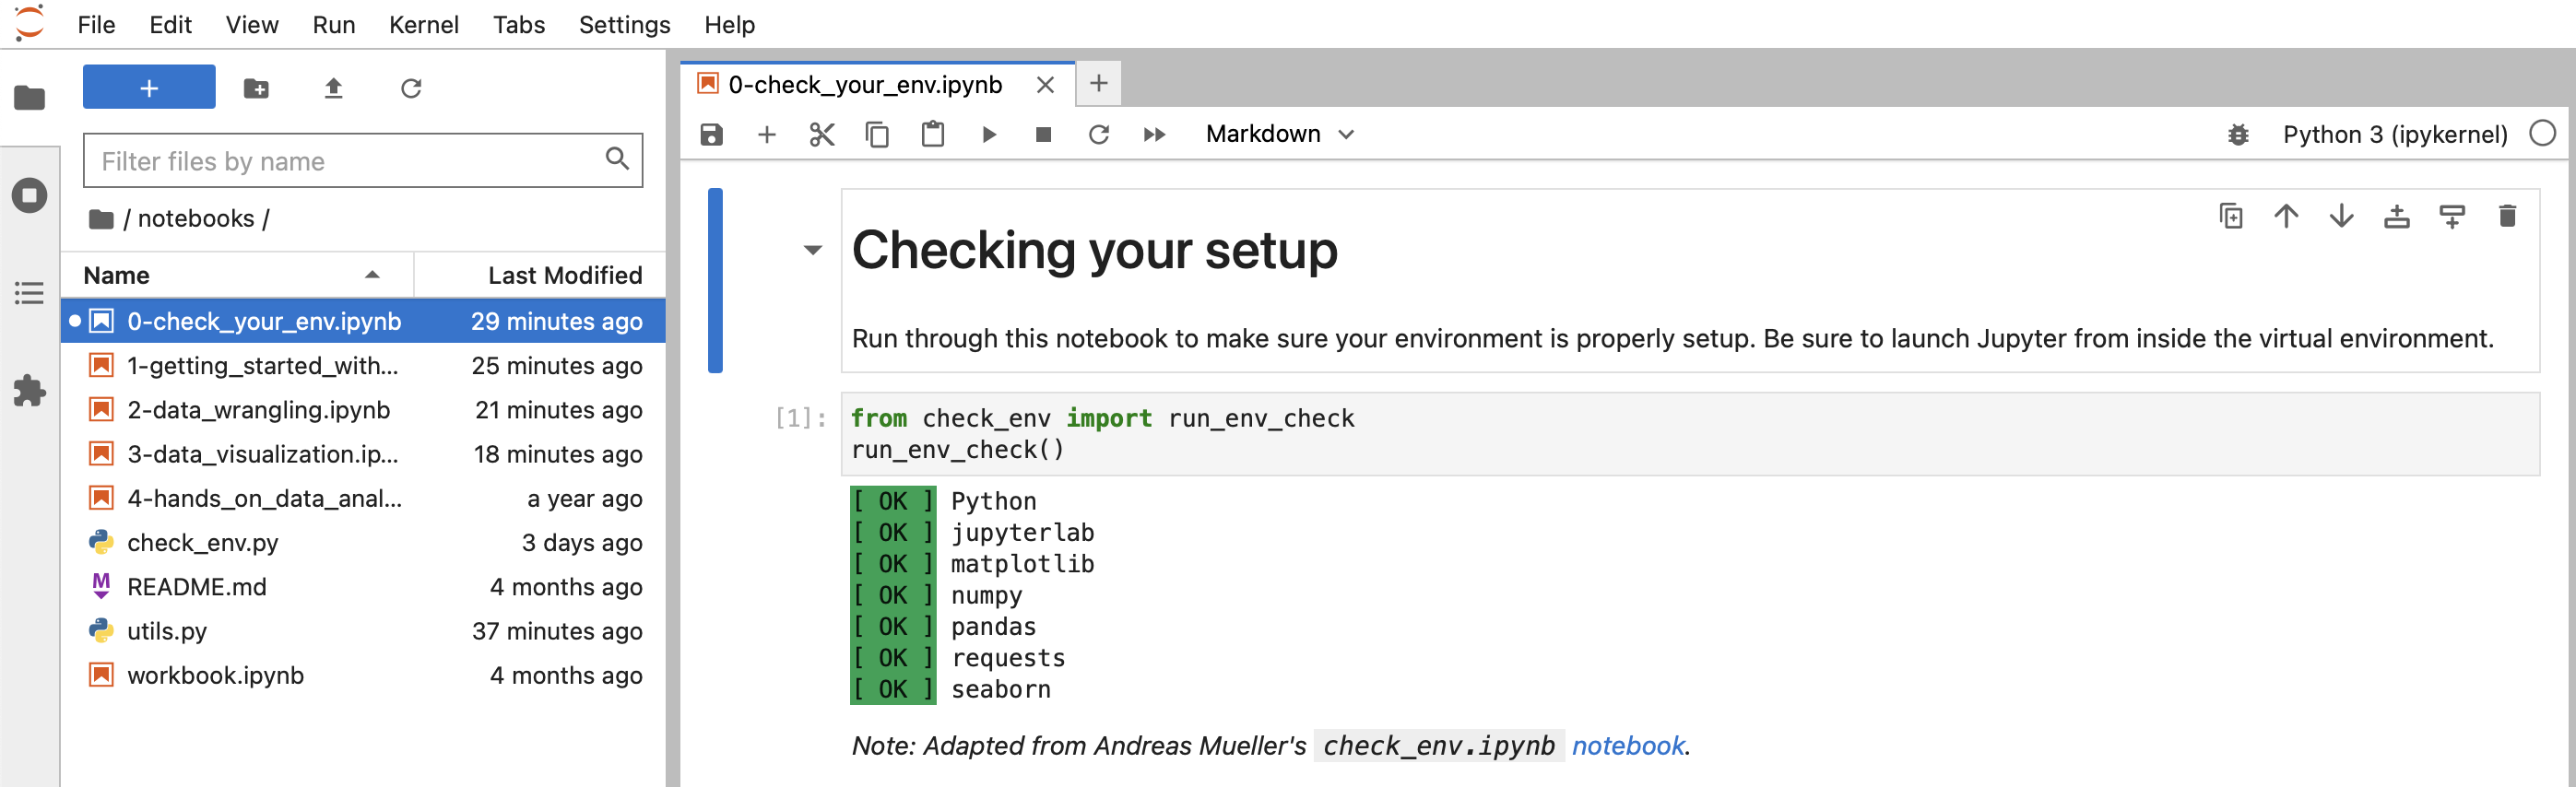 File Edit View Run Kernel Tabs Settings Help
Filter files by name
/ notebooks /
Name Last Modified
0-check_your_env.ipynb 29 minutes ago
1-getting_started_with... 25 minutes ago
2-data_wrangling.ipynb 21 minutes ago
3-data_visualization.ip... 18 minutes ago
4-hands_on_data_anal... a year ago
check_env.py 3 days ago
README.md 4 months ago
utils.py 37 minutes ago
workbook.ipynb 4 months ago
0-check_your_env.ipynb
Markdown Python 3 (ipykernel)
Checking your setup
Run through this notebook to make sure your environment is properly setup. Be sure to launch Jupyter from inside the virtual environment.
[1]: from check_env import run_env_check
run_env_check()
[ OK ] Python
[ OK ] jupyterlab
[ OK ] matplotlib
[ OK ] numpy
[ OK ] pandas
[ OK ] requests
[ OK ] seaborn
Note: Adapted from Andreas Mueller's check_env.ipynb notebook.